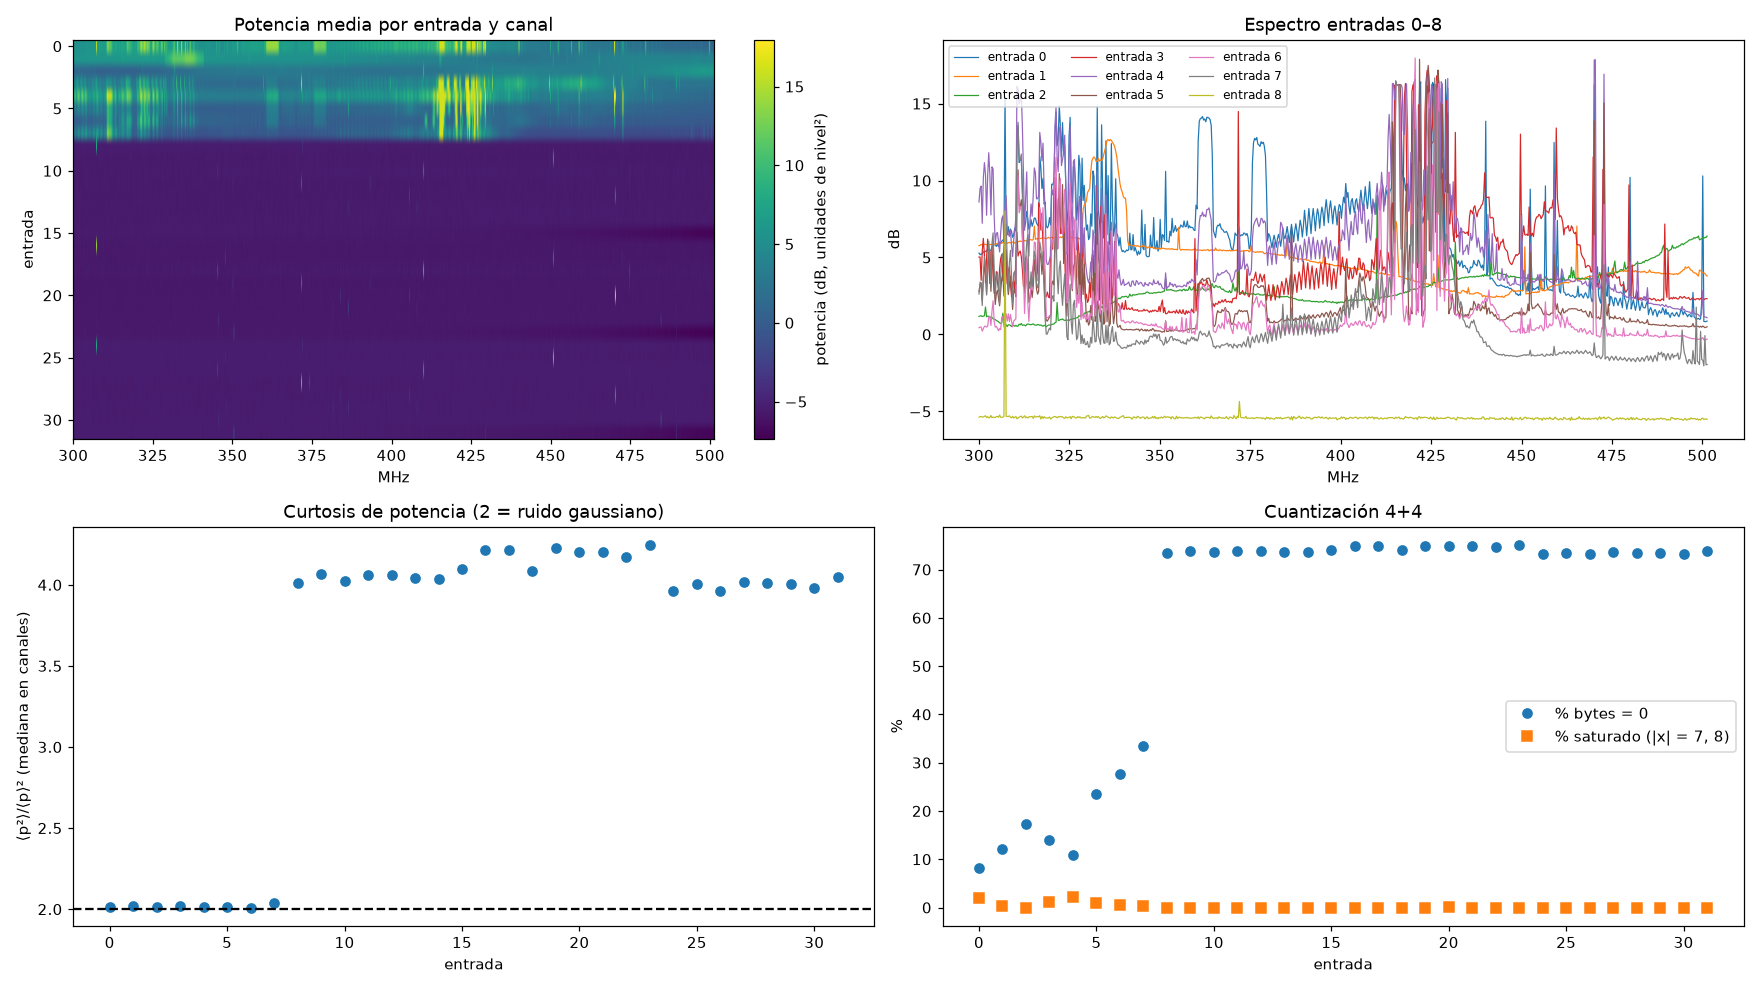 Potencia media por entrada y canal
0
5
10
15
20
25
30
entrada
300
325
350
375
400
425
450
475
500
MHz
15
10
5
0
−5
potencia (dB, unidades de nivel²)
Espectro entradas 0–8
entrada 0
entrada 1
entrada 2
entrada 3
entrada 4
entrada 5
entrada 6
entrada 7
entrada 8
15
10
5
0
−5
dB
300
325
350
375
400
425
450
475
500
MHz
Curtosis de potencia (2 = ruido gaussiano)
4.0
3.5
3.0
2.5
2.0
⟨p²⟩/⟨p⟩² (mediana en canales)
0
5
10
15
20
25
30
entrada
Cuantización 4+4
70
60
50
40
30
20
10
0
%
% bytes = 0
% saturado (|x| = 7, 8)
0
5
10
15
20
25
30
entrada